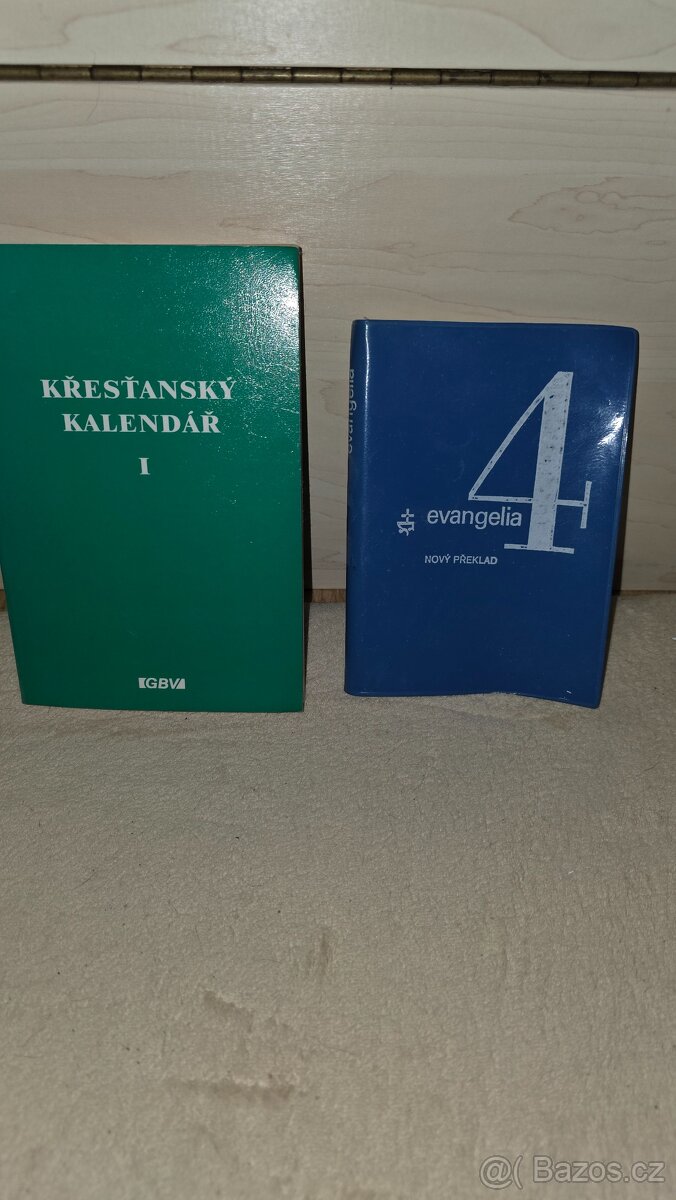 KŘESŤANSKÝ
KALENDÁŘ
I
GBV
evangelia
4
evangelia
NOVÝ PŘEKLAD
@( Bazos.cz